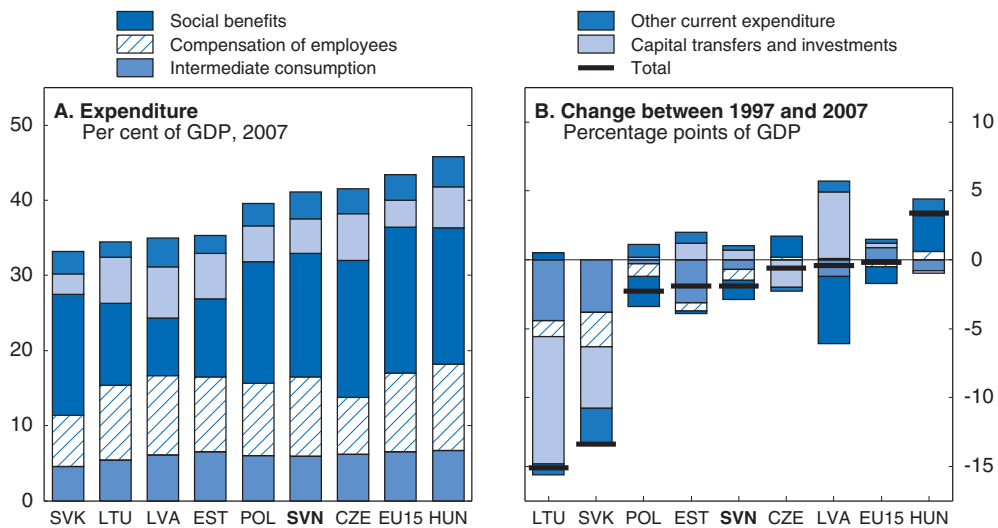 Social benefits
Compensation of employees
Intermediate consumption
Other current expenditure
Capital transfers and investments
Total
A. Expenditure
Per cent of GDP, 2007
50
40
30
20
10
0
SVK LTU LVA EST POL SVN CZE EU15 HUN
B. Change between 1997 and 2007
Percentage points of GDP
10
5
0
-5
-10
-15
LTU SVK POL EST SVN CZE LVA EU15 HUN